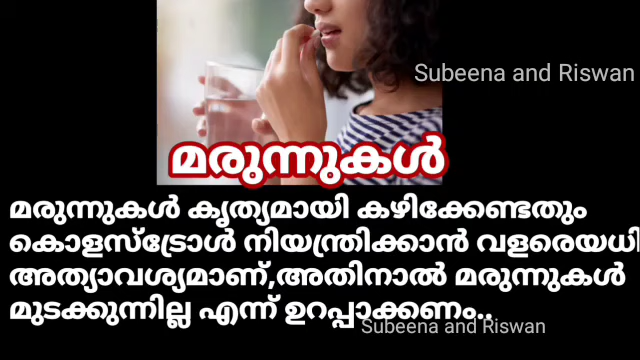 Subeena and Riswan
മരുന്നുകൾ
മരുന്നുകൾ കൃത്യമായി കഴിക്കേണ്ടതും
കൊളസ്ട്രോൾ നിയന്ത്രിക്കാൻ വളരെയധി
അത്യാവശ്യമാണ്,അതിനാൽ മരുന്നുകൾ
മുടക്കുന്നില്ല എന്ന് ഉറപ്പാക്കണം..
Subeena and Riswan